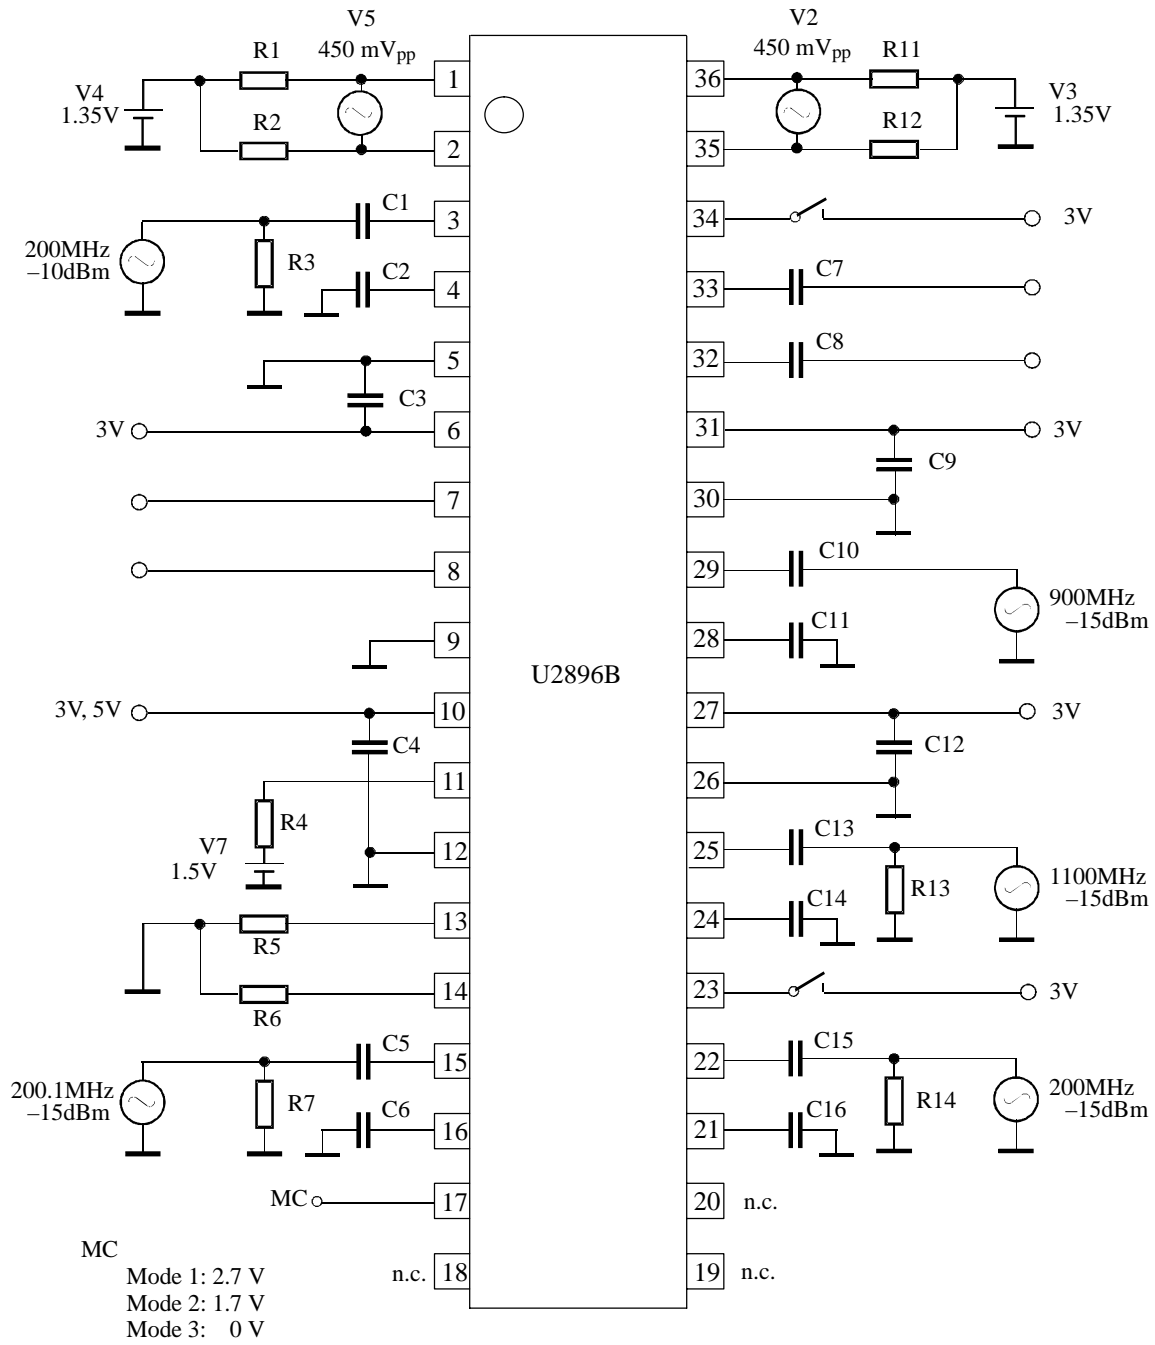 V5
450 mVpp
R1
V4
1.35V
R2
1
2
C1
3
200MHz
–10dBm
R3
C2
4
5
C3
3V
6
7
8
9
3V, 5V
10
C4
11
R4
V7
1.5V
12
13
R5
14
R6
C5
15
200.1MHz
–15dBm
R7
C6
16
MC
17
n.c.
18
MC
Mode 1: 2.7 V
Mode 2: 1.7 V
Mode 3: 0 V
U2896B
V2
450 mVpp
R11
36
V3
1.35V
R12
35
34
3V
C7
33
C8
32
31
3V
C9
30
C10
29
900MHz
–15dBm
C11
28
27
3V
C12
26
C13
25
R13
1100MHz
–15dBm
C14
24
23
3V
C15
22
R14
200MHz
–15dBm
C16
21
20
n.c.
19
n.c.